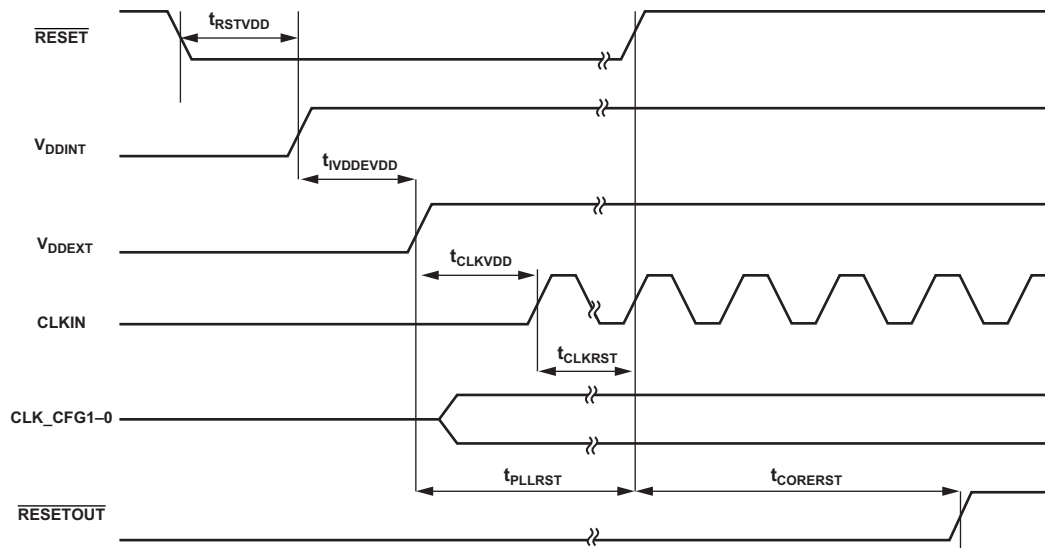 RESET
tRSTVDD
VDDINT
tIVDDEVDD
VDDEXT
tCLKVDD
CLKIN
tCLKRST
CLK_CFG1–0
tPLLRST
tCORERST
RESETOUT